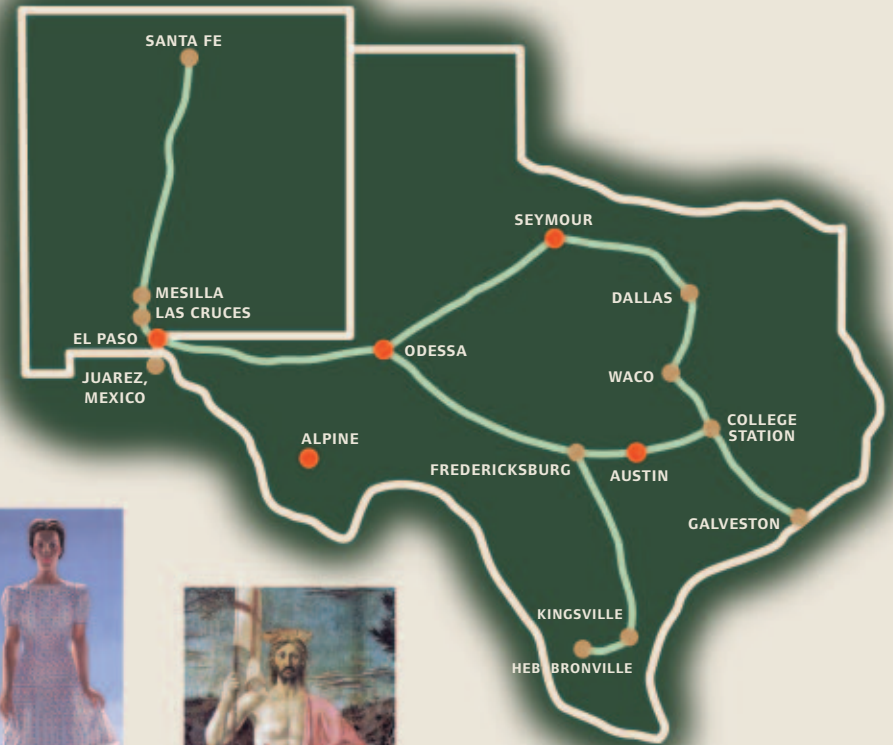 SANTA FE
SEYMOUR
MESILLA
DALLAS
LAS CRUCES
EL PASO
ODESSA
JUAREZ,
MEXICO
WACO
COLLEGE
STATION
ALPINE
FREDERICKSBURG
AUSTIN
GALVESTON
KINGSVILLE
HEBBRONVILLE